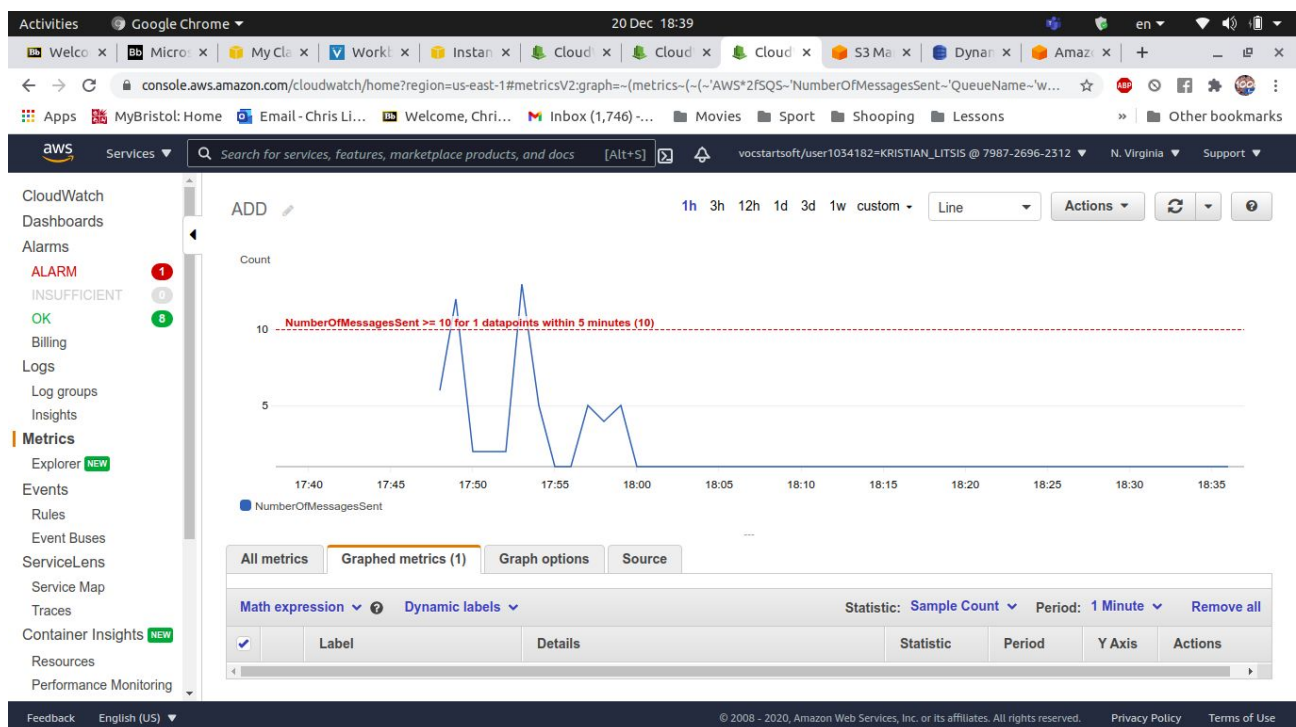 Activities Google Chrome 20 Dec 18:39 en
Welco Micros My Cla Workb Instan Cloud Cloud Cloud S3 Ma Dynam Amazo
console.aws.amazon.com/cloudwatch/home?region=us-east-1#metricsV2:graph=~(metrics~(~(~'AWS*2fSQS~'NumberOfMessagesSent~'QueueName~'w...
Apps MyBristol: Home Email - Chris Li... Welcome, Chri... Inbox (1,746) -... Movies Sport Shooping Lessons » Other bookmarks
aws Services Search for services, features, marketplace products, and docs [Alt+S] vocstartsoft/user1034182=KRISTIAN_LITSIS @ 7987-2696-2312 N. Virginia Support
CloudWatch
Dashboards
Alarms
ALARM 1
INSUFFICIENT 0
OK 8
Billing
Logs
Log groups
Insights
Metrics
Explorer NEW
Events
Rules
Event Buses
ServiceLens
Service Map
Traces
Container Insights NEW
Resources
Performance Monitoring
ADD 1h 3h 12h 1d 3d 1w custom Line Actions
Count
10 NumberOfMessagesSent >= 10 for 1 datapoints within 5 minutes (10)
5
17:40 17:45 17:50 17:55 18:00 18:05 18:10 18:15 18:20 18:25 18:30 18:35
NumberOfMessagesSent
All metrics Graphed metrics (1) Graph options Source
Math expression Dynamic labels Statistic: Sample Count Period: 1 Minute Remove all
Label Details Statistic Period Y Axis Actions
Feedback English (US) © 2008 - 2020, Amazon Web Services, Inc. or its affiliates. All rights reserved. Privacy Policy Terms of Use